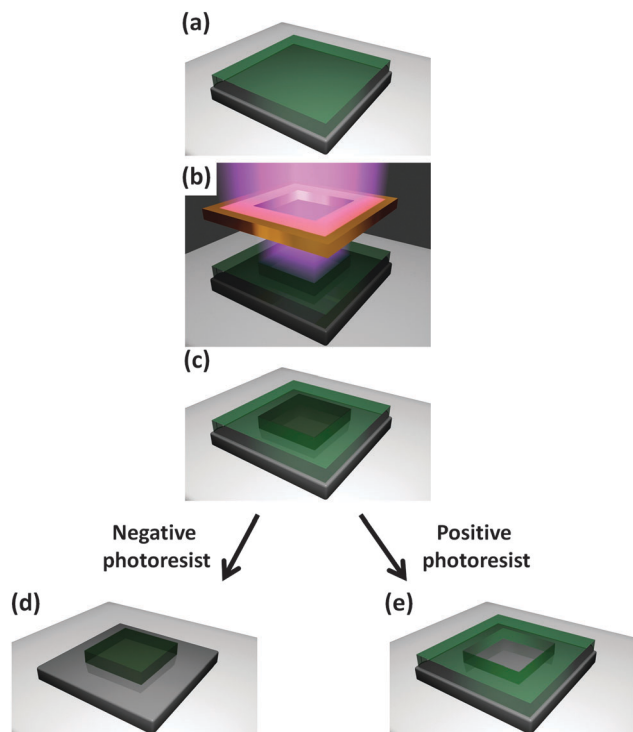 (a)
(b)
(c)
Negative
photoresist
Positive
photoresist
(d)
(e)